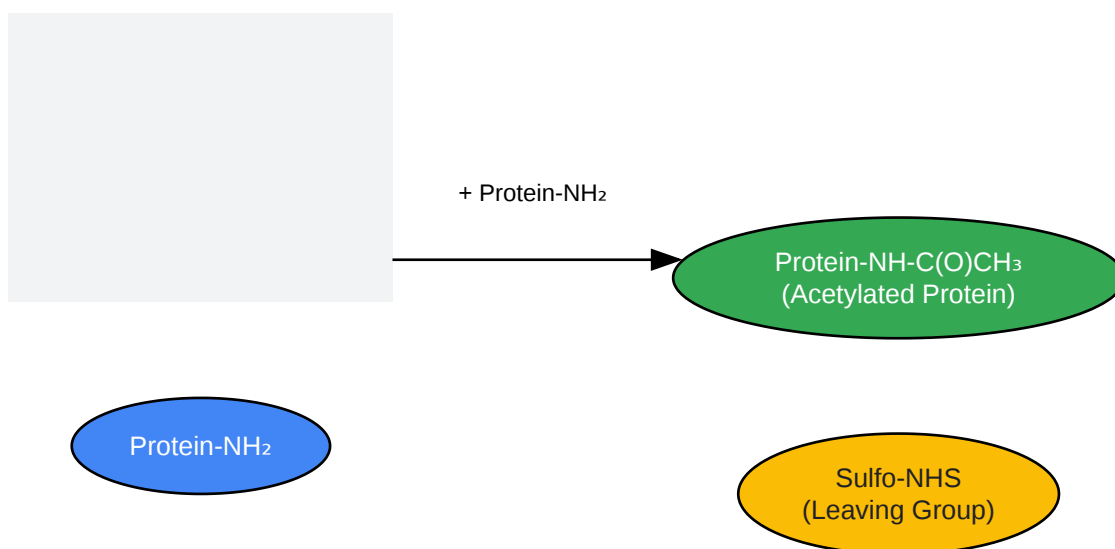 + Protein-NH₂
Protein-NH-C(O)CH₃
(Acetylated Protein)
Protein-NH₂
Sulfo-NHS
(Leaving Group)